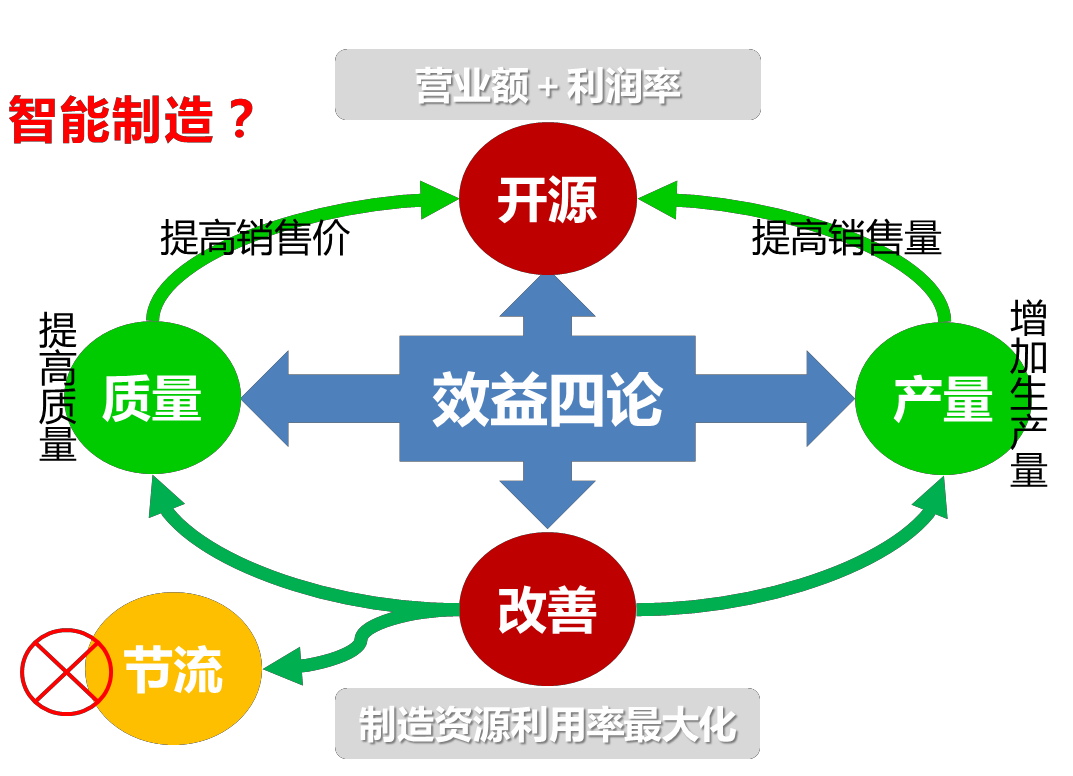 营业额+利润率
智能制造？
开源
提高销售价
提高销售量
提高质量
质量
效益四论
产量
增加生产量
改善
节流
制造资源利用率最大化